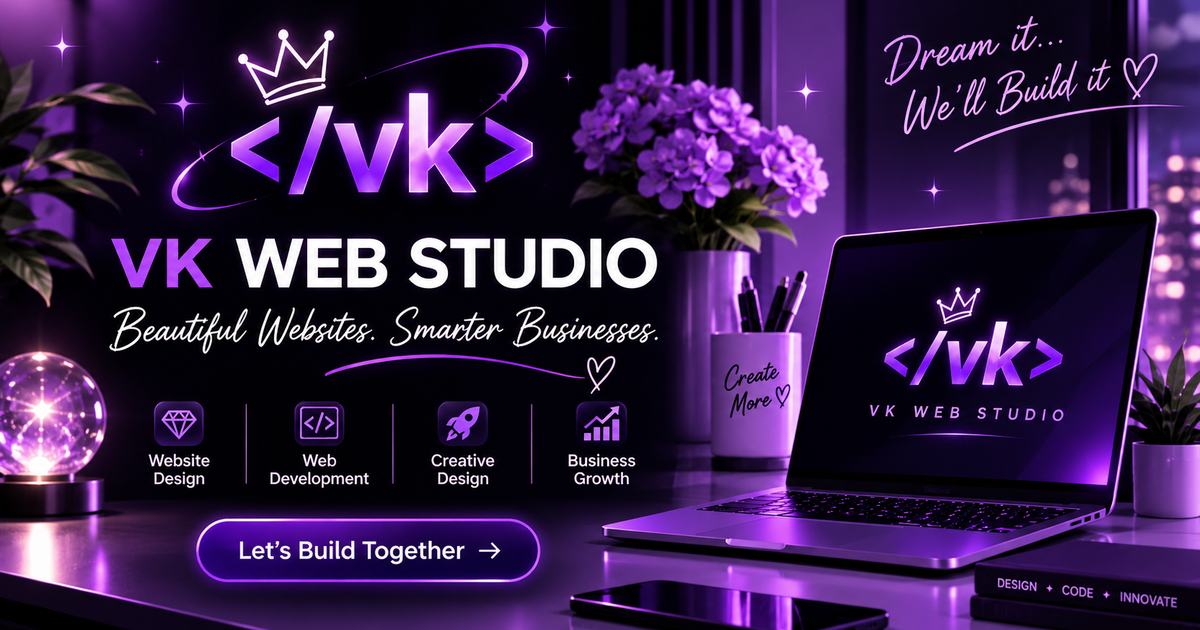 </vk>
VK WEB STUDIO
Beautiful Websites. Smarter Businesses.
Website
Design
Web
Development
Creative
Design
Business
Growth
Let's Build Together →
Dream it...
We'll Build it
Create
More
</vk>
VK WEB STUDIO
DESIGN + CODE + INNOVATE